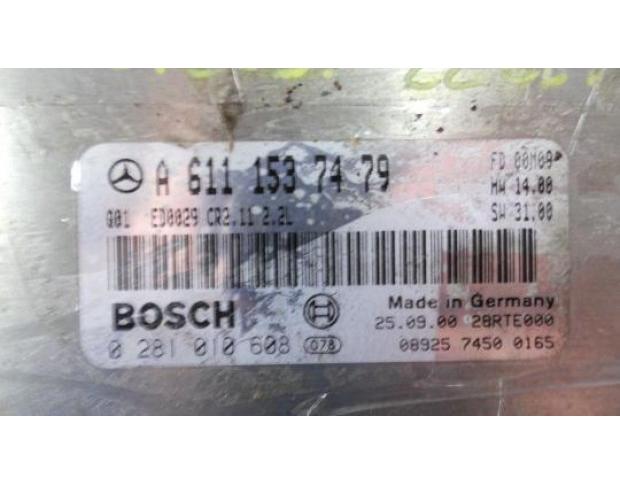 A 611 153 74 79
FD 00M09
HW 14.00
G01 ED0029 CR2.11 2.2L
SW 31.00
BOSCH
Made in Germany
0 281 010 608 078
25.09.00 28RTE000
08925 7450 0165